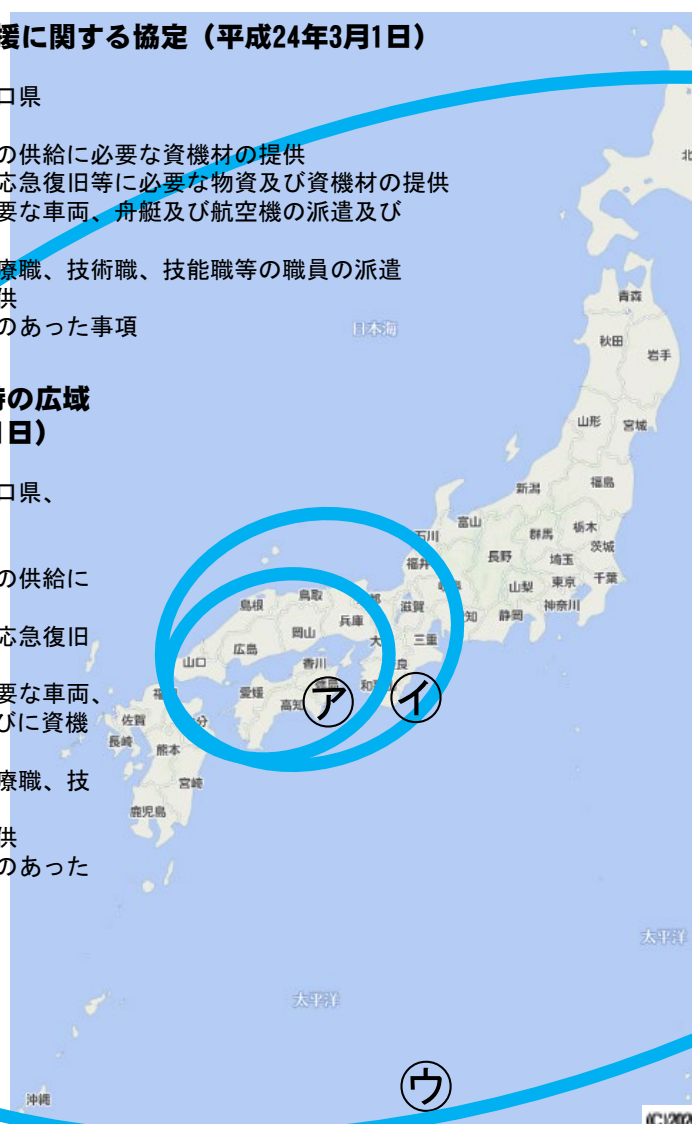 援に関する協定（平成24年3月1日）
口県
の供給に必要な資機材の提供
応急復旧等に必要な物資及び資機材の提供
要な車両、舟艇及び航空機の派遣及び
療職、技術職、技能職等の職員の派遣
供
のあった事項
時の広域
日）
口県、
の供給に
応急復旧
要な車両、
びに資機
療職、技
供
のあった
北
青森
日本海
秋田
岩手
山形
宮城
新潟
福島
富山
石川
群馬
栃木
茨城
福井
長野
埼玉
山梨
東京
千葉
神奈川
静岡
知
滋賀
三重
鳥取
島根
兵庫
岡山
広島
山口
大
良
香川
愛媛
高知
ア
イ
佐賀
分
長崎
熊本
宮崎
鹿児島
太平洋
太平洋
ウ
沖縄